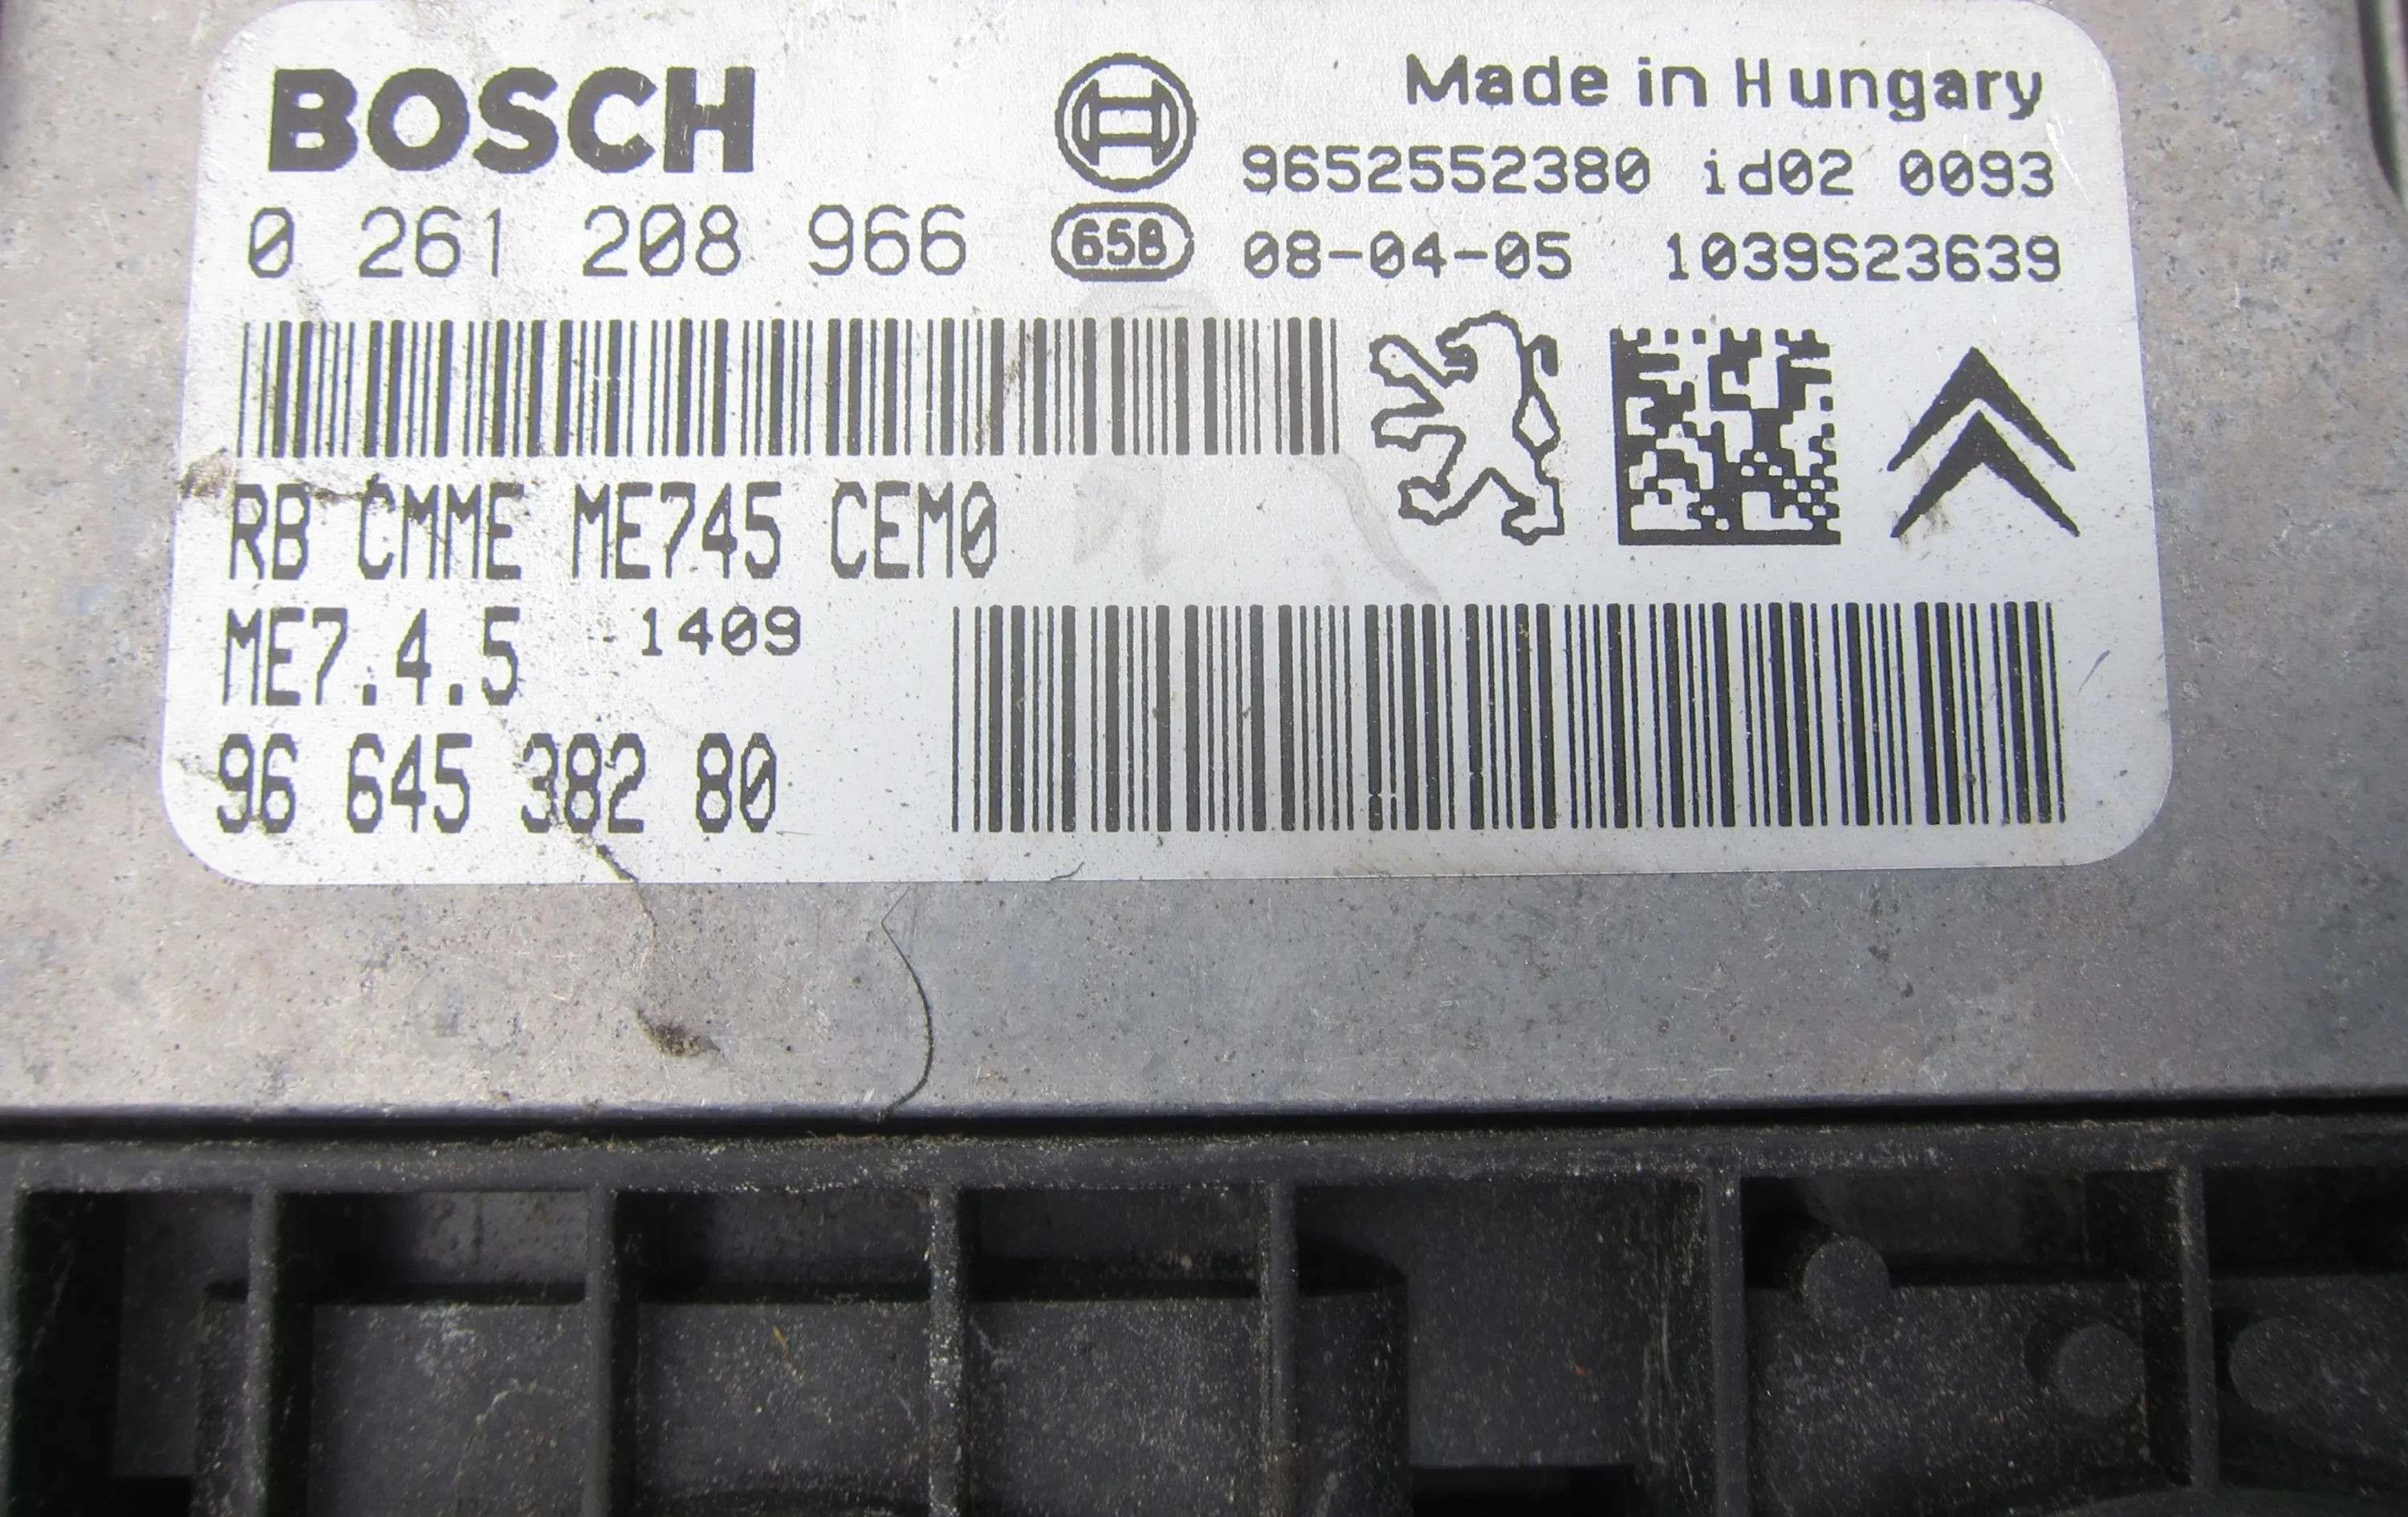 BOSCH
Made in Hungary
9652552380 id02 0093
0 261 208 966
658
08-04-05 1039S23639
RB CMME ME745 CEM0
ME7.4.5 1409
96 645 382 80